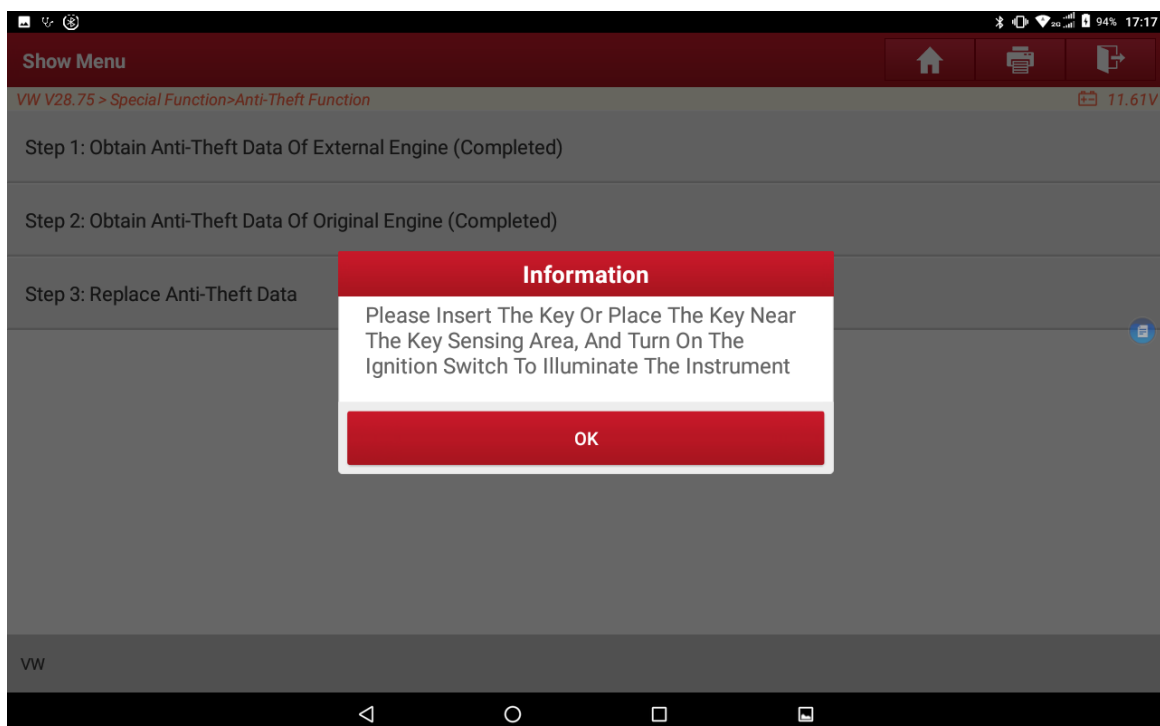 2G 94% 17:17
Show Menu
VW V28.75 > Special Function>Anti-Theft Function 11.61V
Step 1: Obtain Anti-Theft Data Of External Engine (Completed)
Step 2: Obtain Anti-Theft Data Of Original Engine (Completed)
Information
Step 3: Replace Anti-Theft Data
Please Insert The Key Or Place The Key Near
The Key Sensing Area, And Turn On The
Ignition Switch To Illuminate The Instrument
OK
VW